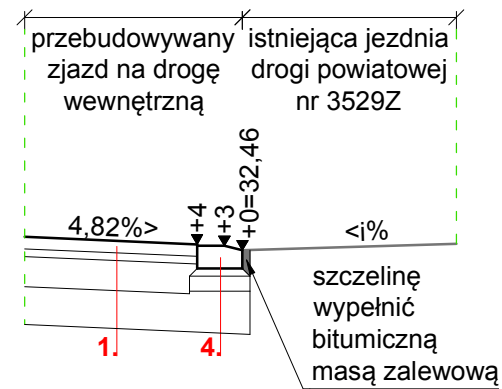 przebudowywany
zjazd na drogę
wewnętrzną
istniejąca jezdnia
drogi powiatowej
nr 3529Z
4,82%>
+4
+3
+0=32,46
<i%
szczelinę
wypełnić
bitumiczną
masą zalewową
1.
4.